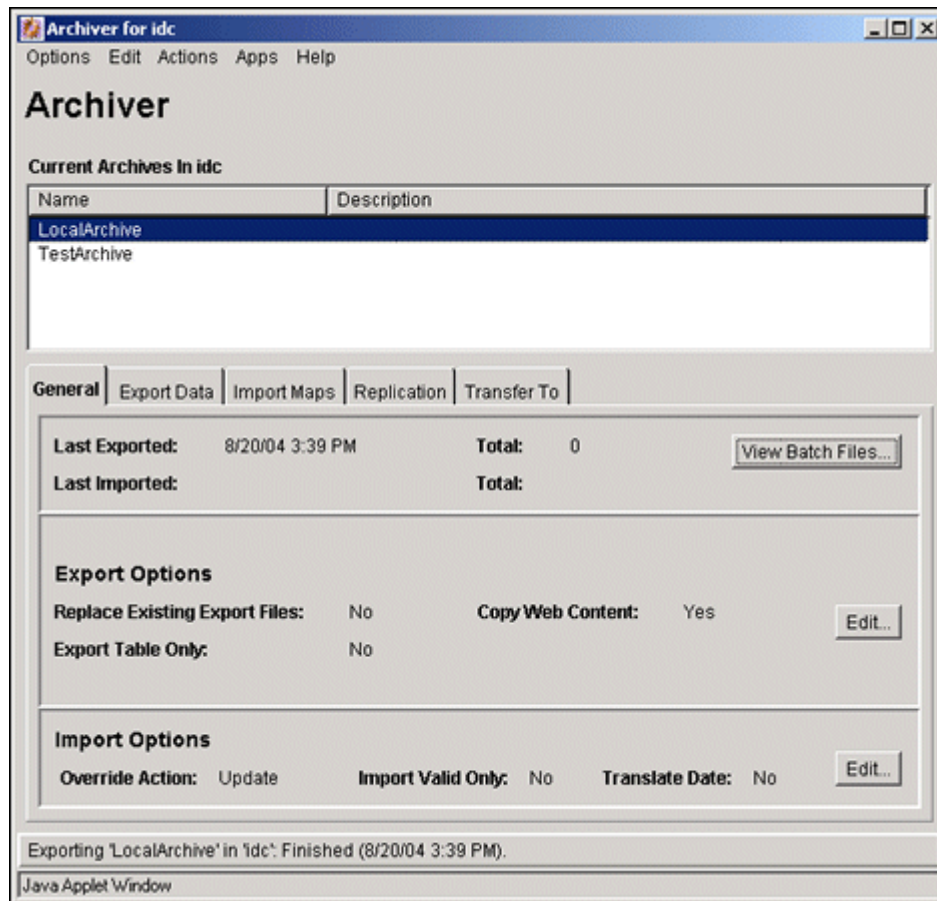 Archiver for idc
Options Edit Actions Apps Help
Archiver
Current Archives In idc
Name Description
LocalArchive
TestArchive
General Export Data Import Maps Replication Transfer To
Last Exported: 8/20/04 3:39 PM Total: 0 View Batch Files...
Last Imported: Total:
Export Options
Replace Existing Export Files: No Copy Web Content: Yes Edit...
Export Table Only: No
Import Options
Override Action: Update Import Valid Only: No Translate Date: No Edit...
Exporting 'LocalArchive' in 'idc': Finished (8/20/04 3:39 PM).
Java Applet Window